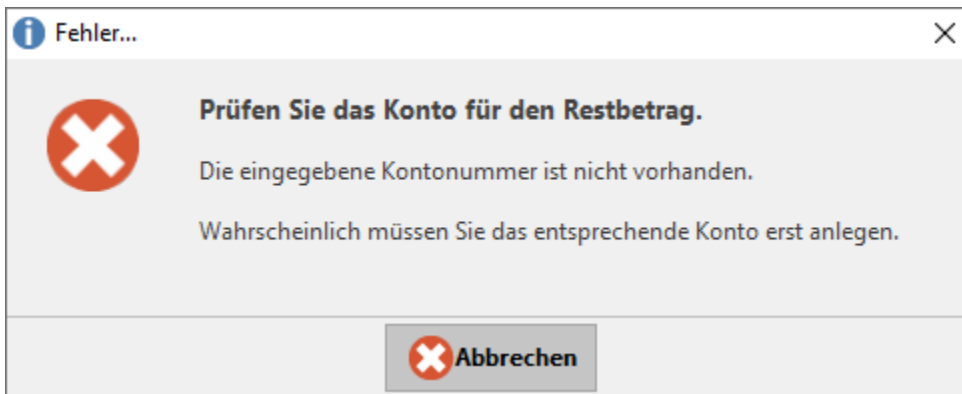 Fehler...
Prüfen Sie das Konto für den Restbetrag.
Die eingegebene Kontonummer ist nicht vorhanden.
Wahrscheinlich müssen Sie das entsprechende Konto erst anlegen.
Abbrechen